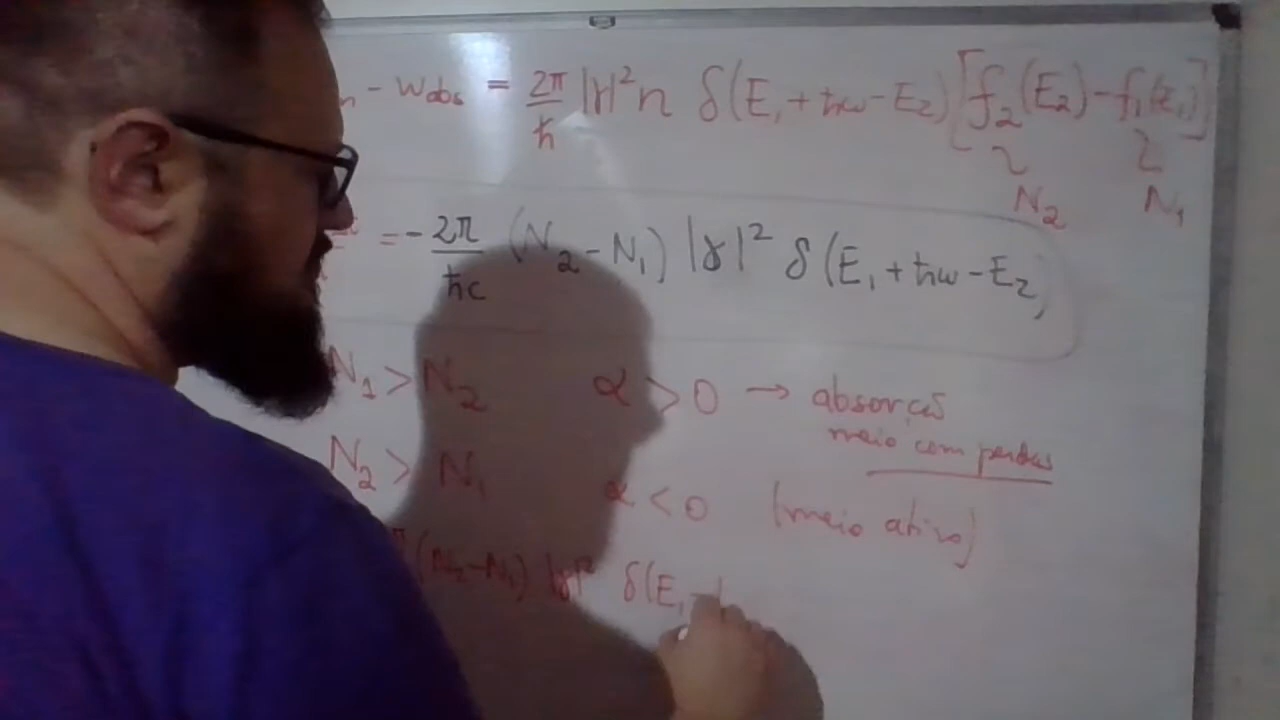 - W abs = 2π/ħ |γ|² n δ(E₁ + ħω - E₂) [f₂(E₂) - f₁(E₁)]
N₂ N₁
= - 2π/ħc (N₂ - N₁) |γ|² δ(E₁ + ħω - E₂)
N₁ > N₂ α > 0 → absorção
meio com perdas
N₂ > N₁ α < 0 (meio ativo)
(N₂ - N₁) |γ|² δ(E₁ +